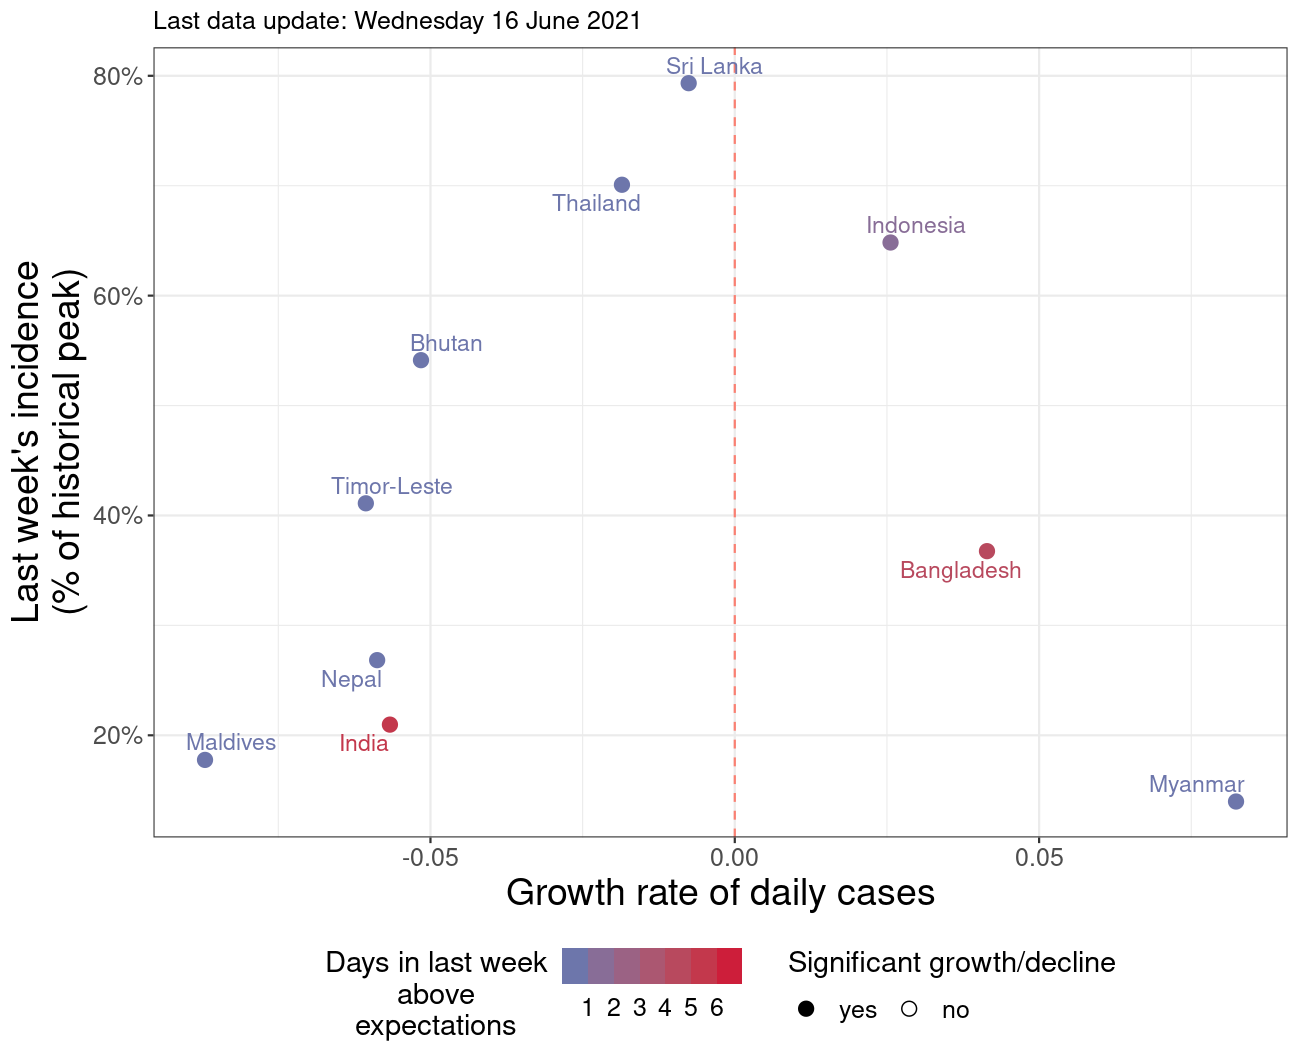 Last data update: Wednesday 16 June 2021
Last week's incidence
(% of historical peak)
80%
60%
40%
20%
Sri Lanka
Thailand
Indonesia
Bhutan
Timor-Leste
Bangladesh
Nepal
India
Maldives
Myanmar
-0.05 0.00 0.05
Growth rate of daily cases
Days in last week
above
expectations
1 2 3 4 5 6
Significant growth/decline
yes no